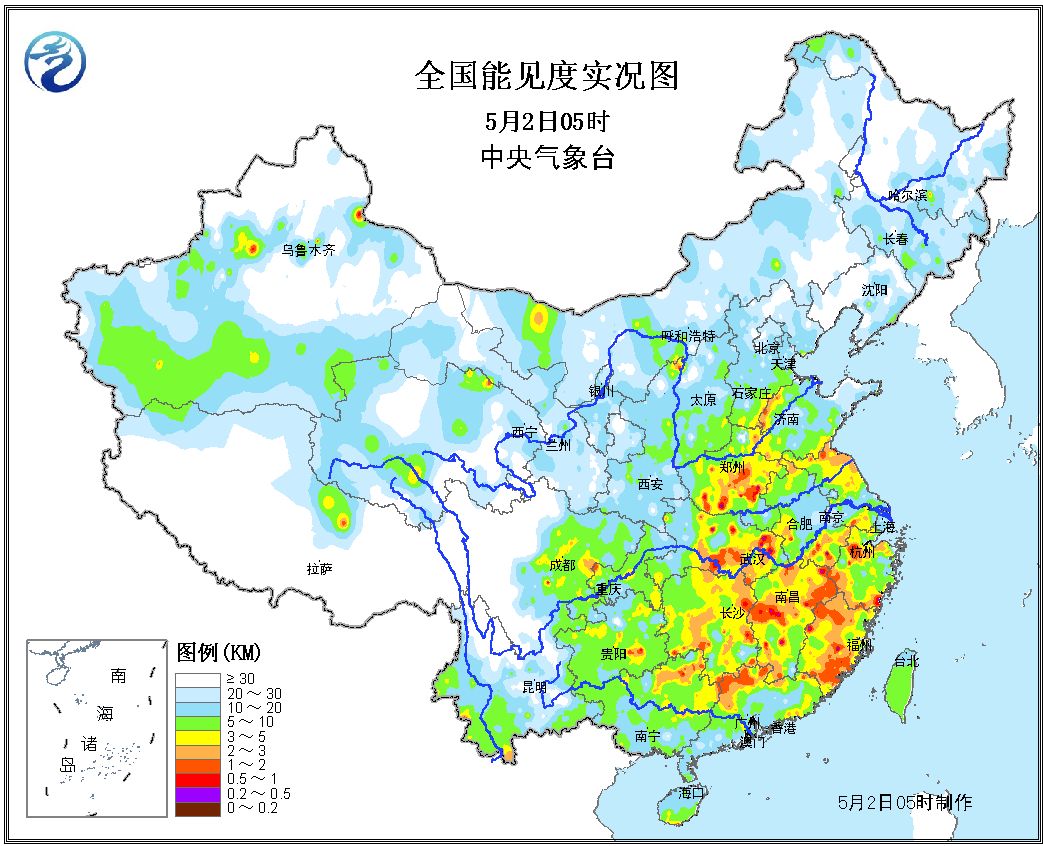 全国能见度实况图
5月2日05时
中央气象台
哈尔滨
长春
乌鲁木齐
沈阳
呼和浩特
北京
天津
银川
太原
石家庄
济南
西宁
兰州
郑州
西安
合肥
南京
上海
成都
武汉
杭州
拉萨
重庆
南昌
长沙
贵阳
福州
台北
昆明
广州
香港
南宁
澳门
海口
南
海
诸
岛
图例(KM)
≥ 30
20 ~ 30
10 ~ 20
5 ~ 10
3 ~ 5
2 ~ 3
1 ~ 2
0.5 ~ 1
0.2 ~ 0.5
0 ~ 0.2
5月2日05时制作